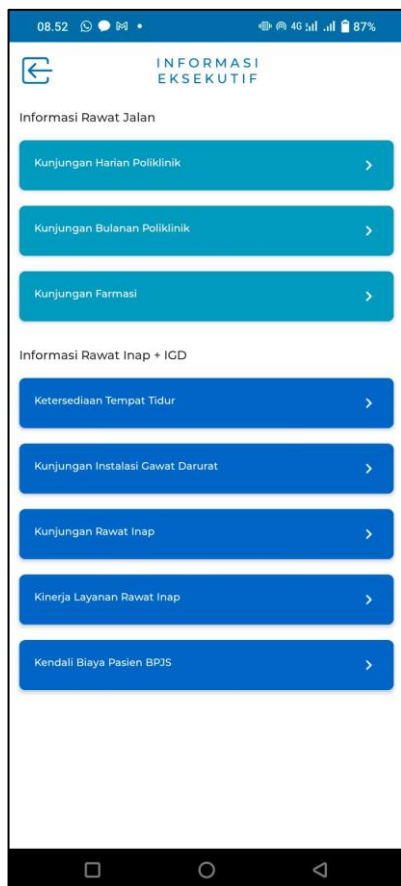 08.52 4G 87%
INFORMASI
EKSEKUTIF
Informasi Rawat Jalan
Kunjungan Harian Poliklinik
Kunjungan Bulanan Poliklinik
Kunjungan Farmasi
Informasi Rawat Inap + IGD
Ketersediaan Tempat Tidur
Kunjungan Instalasi Gawat Darurat
Kunjungan Rawat Inap
Kinerja Layanan Rawat Inap
Kendali Biaya Pasien BPJS